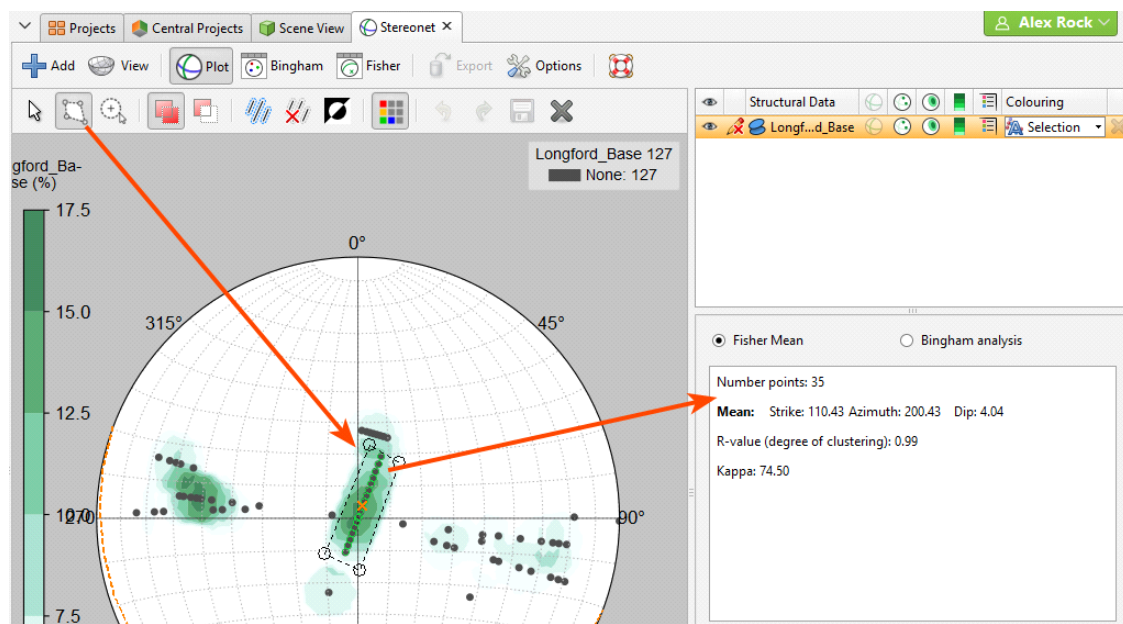 Projects Central Projects Scene View Stereonet ✕ Alex Rock
Add View Plot Bingham Fisher Export Options
Structural Data Colouring
Longf...d_Base Selection
Longford_Base 127
None: 127
gford_Ba-
se (%)
17.5
15.0
12.5
10.0
7.5
0°
315°
45°
270
90°
Fisher Mean Bingham analysis
Number points: 35
Mean: Strike: 110.43 Azimuth: 200.43 Dip: 4.04
R-value (degree of clustering): 0.99
Kappa: 74.50